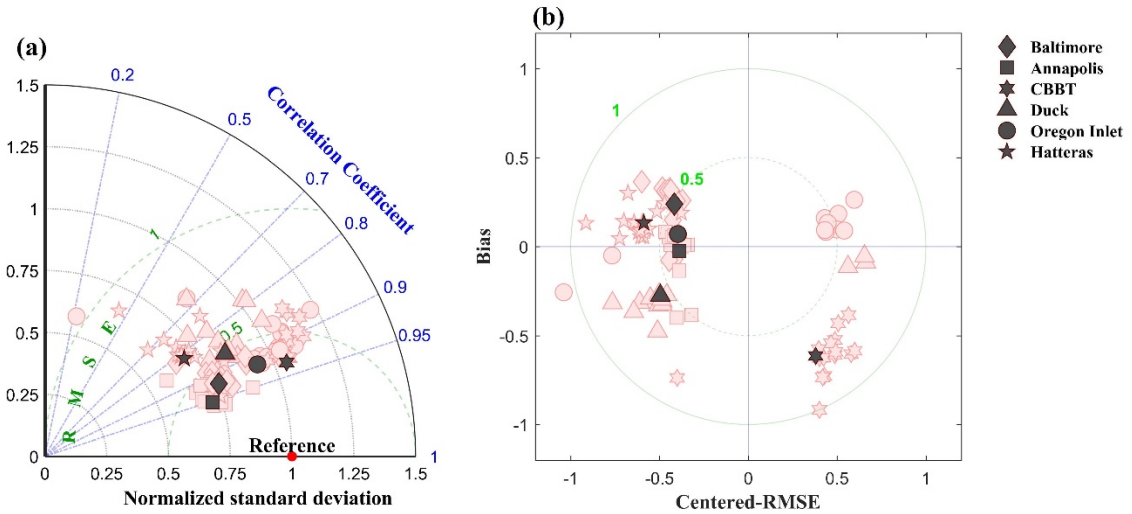 (a)
1.5
1.25
1
0.75
0.5
0.25
0
0 0.25 0.5 0.75 1 1.25 1.5
Normalized standard deviation
0.2
0.5
0.7
0.8
0.9
0.95
1
Correlation Coefficient
1
0.5
R M S E
Reference
(b)
1
0.5
0
-0.5
-1
Bias
-1 -0.5 0 0.5 1
Centered-RMSE
1
0.5
Baltimore
Annapolis
CBBT
Duck
Oregon Inlet
Hatteras